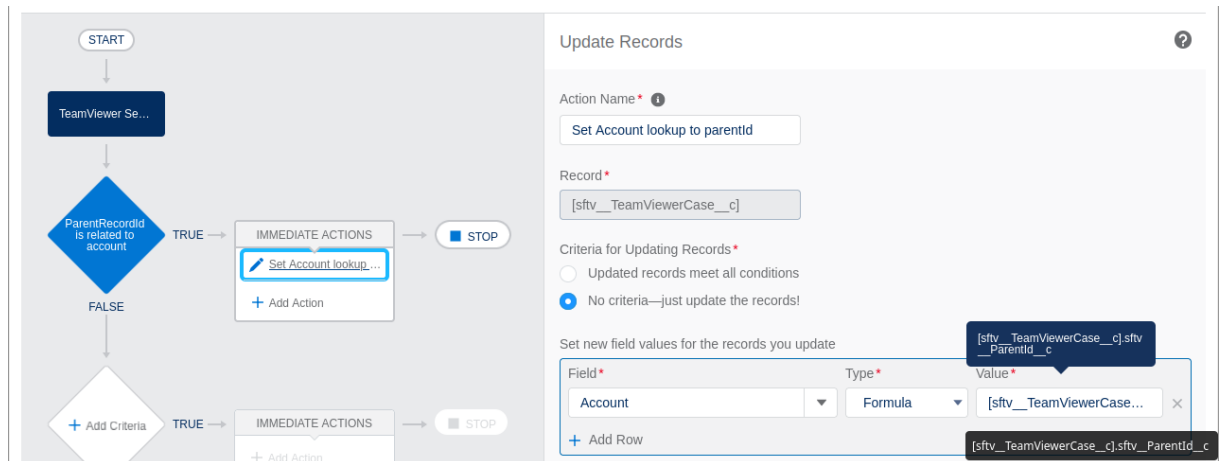 START
TeamViewer Se...
ParentRecordId
is related to
account
TRUE
IMMEDIATE ACTIONS
Set Account lookup ...
+ Add Action
STOP
FALSE
+ Add Criteria
TRUE
IMMEDIATE ACTIONS
+ Add Action
STOP
Update Records
Action Name*
Set Account lookup to parentId
Record*
[sftv__TeamViewerCase__c]
Criteria for Updating Records*
Updated records meet all conditions
No criteria—just update the records!
Set new field values for the records you update
[sftv__TeamViewerCase__c].sftv
__ParentId__c
Field* Type* Value*
Account Formula [sftv__TeamViewerCase...
+ Add Row
[sftv__TeamViewerCase__c].sftv__ParentId__c